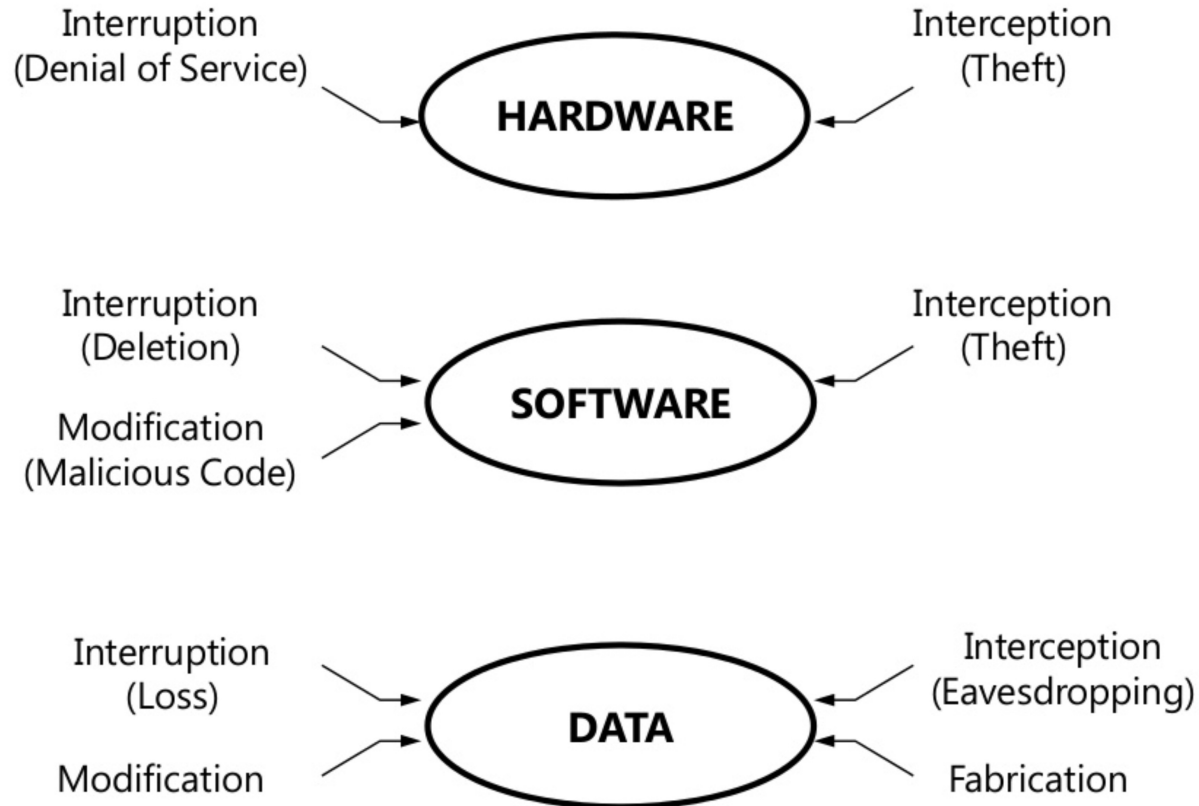 Interruption
(Denial of Service)
HARDWARE
Interception
(Theft)
Interruption
(Deletion)
Modification
(Malicious Code)
SOFTWARE
Interception
(Theft)
Interruption
(Loss)
Modification
DATA
Interception
(Eavesdropping)
Fabrication